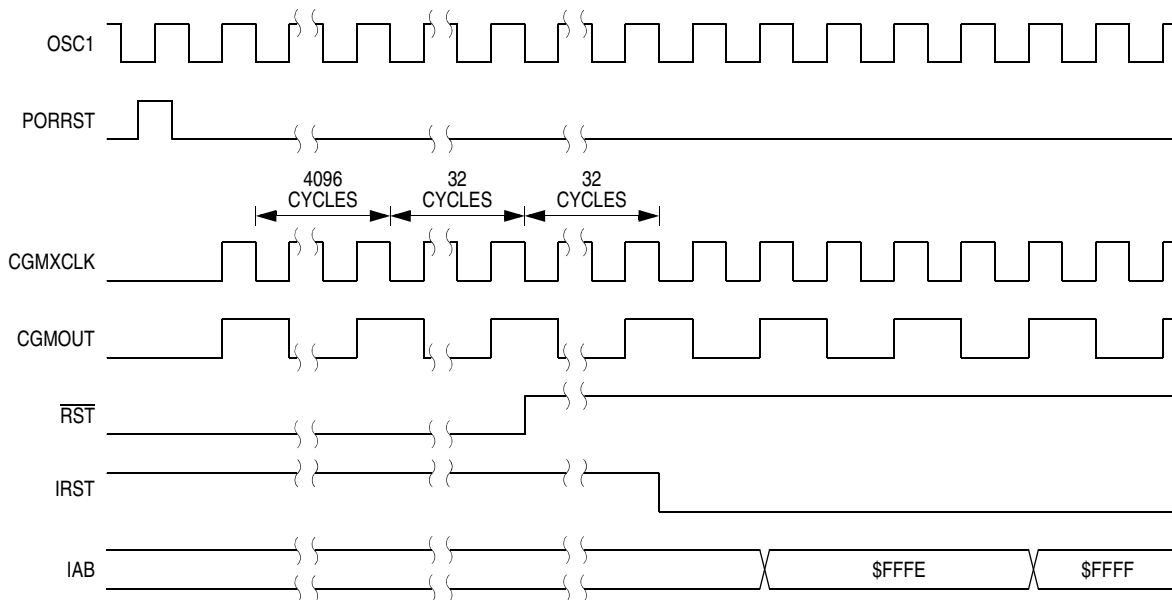 OSC1
PORRST
4096
CYCLES
32
CYCLES
32
CYCLES
CGMXCLK
CGMOUT
RST
IRST
IAB
$FFFE
$FFFF